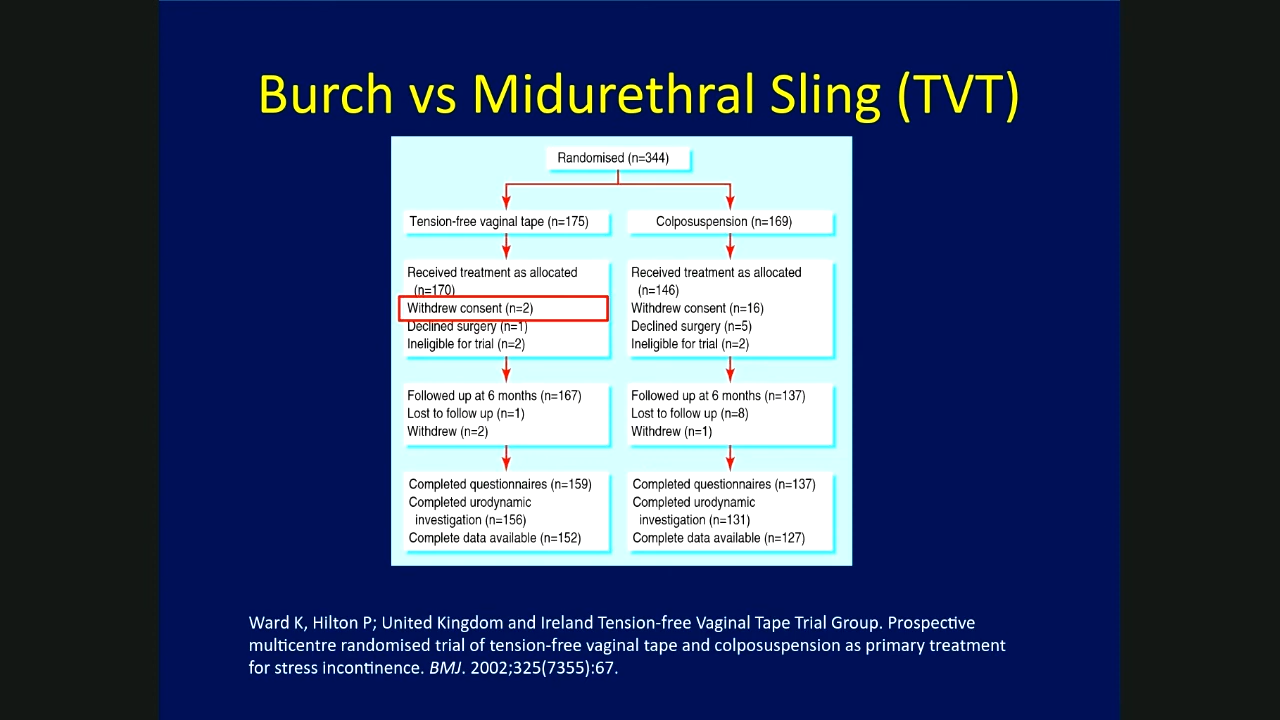 Burch vs Midurethral Sling (TVT)
Randomised (n=344)
Tension-free vaginal tape (n=175)
Colposuspension (n=169)
Received treatment as allocated
(n=170)
Withdrew consent (n=2)
Declined surgery (n=1)
Ineligible for trial (n=2)
Received treatment as allocated
(n=146)
Withdrew consent (n=16)
Declined surgery (n=5)
Ineligible for trial (n=2)
Followed up at 6 months (n=167)
Lost to follow up (n=1)
Withdrew (n=2)
Followed up at 6 months (n=137)
Lost to follow up (n=8)
Withdrew (n=1)
Completed questionnaires (n=159)
Completed urodynamic
investigation (n=156)
Complete data available (n=152)
Completed questionnaires (n=137)
Completed urodynamic
investigation (n=131)
Complete data available (n=127)
Ward K, Hilton P; United Kingdom and Ireland Tension-free Vaginal Tape Trial Group. Prospective
multicentre randomised trial of tension-free vaginal tape and colposuspension as primary treatment
for stress incontinence. BMJ. 2002;325(7355):67.